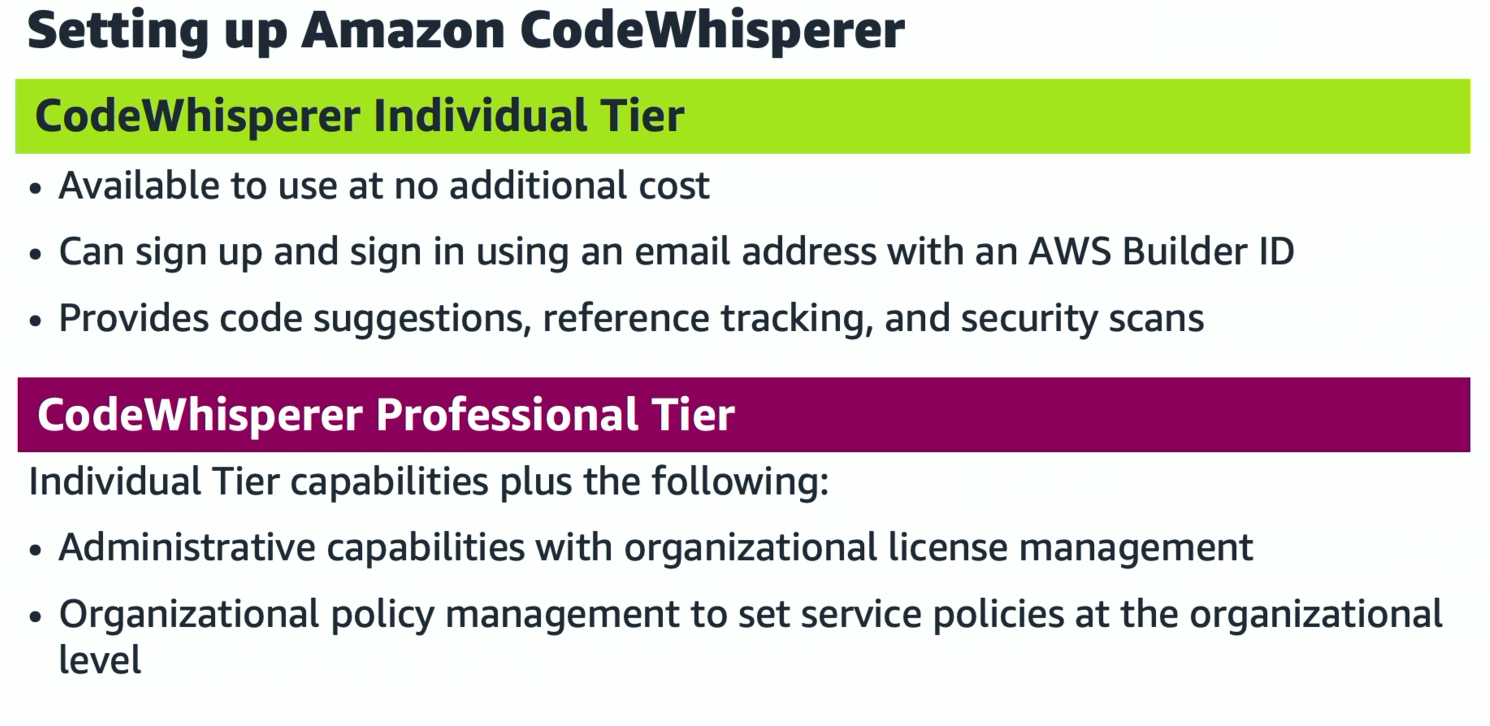 Setting up Amazon CodeWhisperer
CodeWhisperer Individual Tier
• Available to use at no additional cost
• Can sign up and sign in using an email address with an AWS Builder ID
• Provides code suggestions, reference tracking, and security scans
CodeWhisperer Professional Tier
Individual Tier capabilities plus the following:
• Administrative capabilities with organizational license management
• Organizational policy management to set service policies at the organizational
level